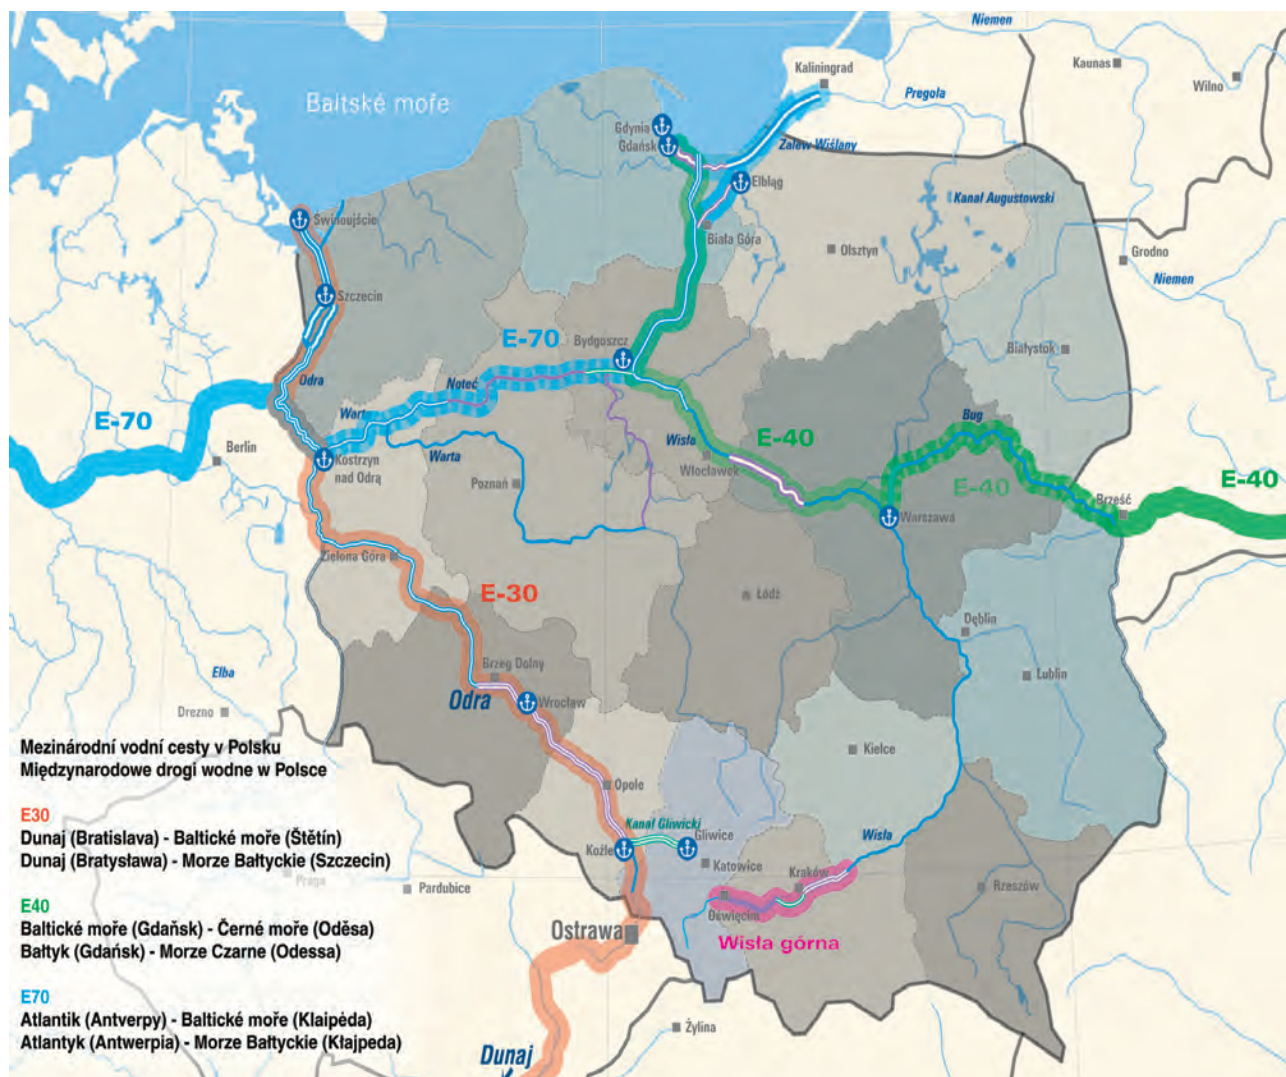 Niemen
Kaunas
Wilno
Kaliningrad
Pregoła
Baltské moře
Gdynia
Gdańsk
Zalew Wiślany
Elbląg
Kanał Augustowski
Świnoujście
Biała Góra
Olsztyn
Grodno
Niemen
Szczecin
E-70
Bydgoszcz
Białystok
Odra
Noteć
E-70
Wart
Bug
Berlin
Warta
Wisła
E-40
Kostrzyn
nad Odrą
Włocławek
Poznań
E-40
E-40
Brześć
Warszawa
Zielona Góra
E-30
Łódź
Dęblin
Elba
Brzeg Dolny
Lublin
Odra
Wrocław
Drezno
Kielce
Mezinárodní vodní cesty v Polsku
Międzynarodowe drogi wodne w Polsce
Opole
E30
Dunaj (Bratislava) - Baltické moře (Štětín)
Dunaj (Bratysława) - Morze Bałtyckie (Szczecin)
Kanał Gliwicki
Gliwice
Koźle
Wisła
Katowice
Kraków
Praga
Pardubice
Rzeszów
Oświęcim
E40
Baltické moře (Gdaňsk) - Černé moře (Oděsa)
Bałtyk (Gdańsk) - Morze Czarne (Odessa)
Ostrawa
Wisła górna
E70
Atlantik (Antverpy) - Baltické moře (Klaipėda)
Atlantyk (Antwerpia) - Morze Bałtyckie (Kłajpeda)
Żylina
Dunaj